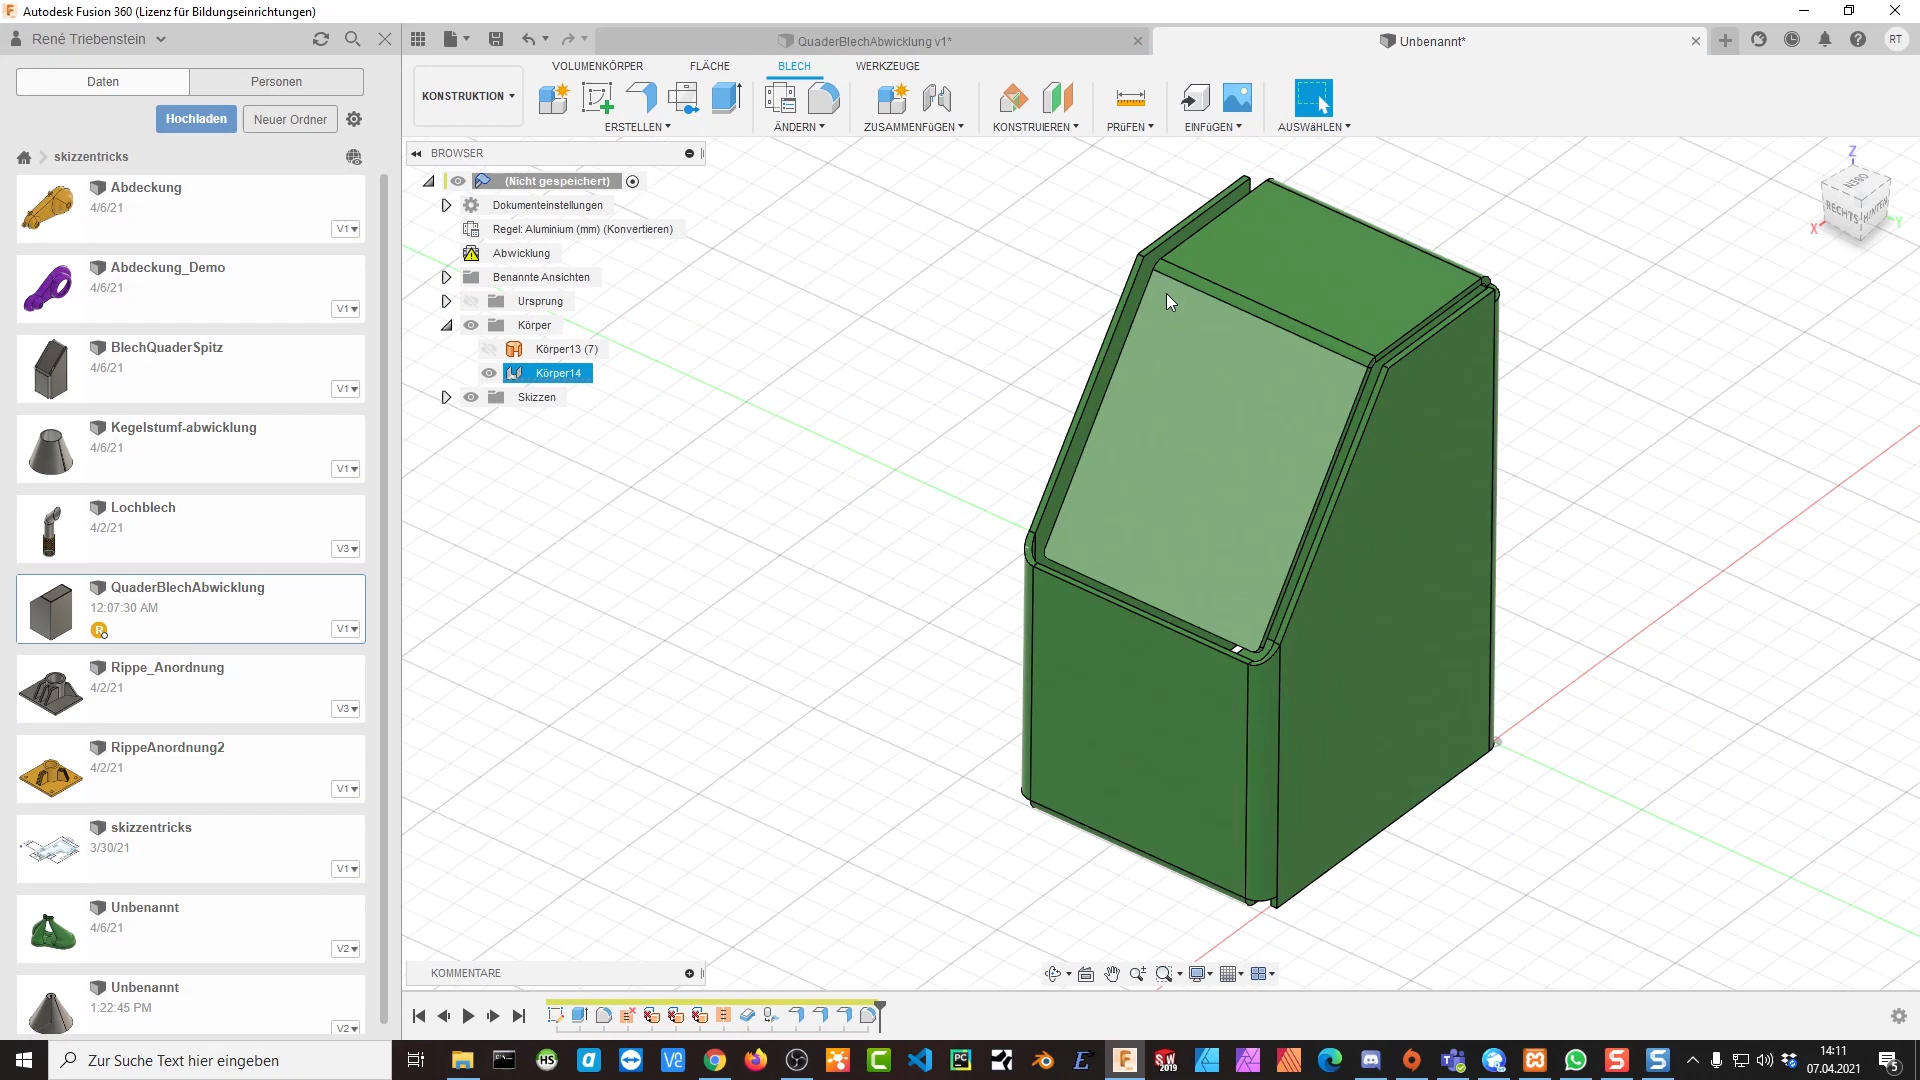 Autodesk Fusion 360 (Lizenz für Bildungseinrichtungen)
René Triebenstein
QuaderBlechAbwicklung v1*
Unbenannt*
RT
Daten
Personen
VOLUMENKÖRPER
FLÄCHE
BLECH
WERKZEUGE
KONSTRUKTION
Hochladen
Neuer Ordner
ERSTELLEN
ÄNDERN
ZUSAMMENFüGEN
KONSTRUIEREN
PRüFEN
EINFüGEN
AUSWäHLEN
skizzentricks
BROWSER
(Nicht gespeichert)
Dokumenteinstellungen
Regel: Aluminium (mm) (Konvertieren)
Abwicklung
Benannte Ansichten
Ursprung
Körper
Körper13 (7)
Körper14
Skizzen
Z
OBEN
RECHTS
HINTEN
X
Y
Abdeckung
4/6/21
V1
Abdeckung_Demo
4/6/21
V1
BlechQuaderSpitz
4/6/21
V1
Kegelstumf-abwicklung
4/6/21
V1
Lochblech
4/2/21
V3
QuaderBlechAbwicklung
12:07:30 AM
R
V1
Rippe_Anordnung
4/2/21
V3
RippeAnordnung2
4/2/21
V1
skizzentricks
3/30/21
V1
Unbenannt
4/6/21
V2
Unbenannt
1:22:45 PM
V2
KOMMENTARE
Zur Suche Text hier eingeben
14:11
07.04.2021
5